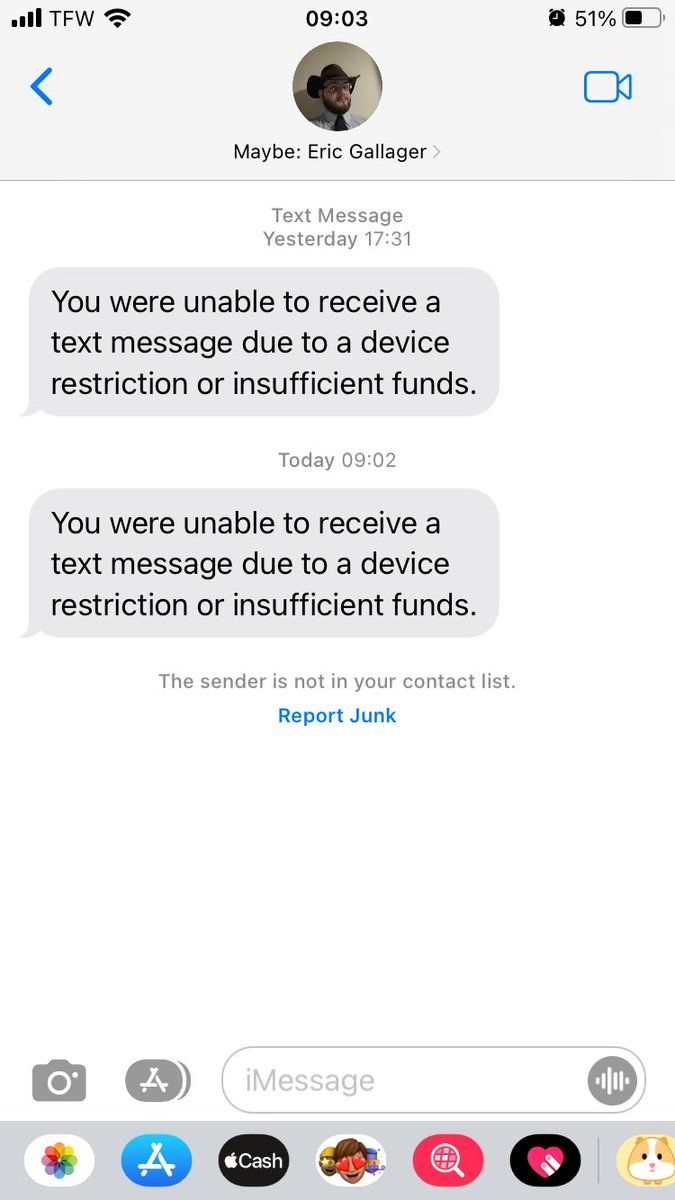 TFW 09:03 51%
Maybe: Eric Gallager
Text Message
Yesterday 17:31
You were unable to receive a
text message due to a device
restriction or insufficient funds.
Today 09:02
You were unable to receive a
text message due to a device
restriction or insufficient funds.
The sender is not in your contact list.
Report Junk
iMessage
Cash